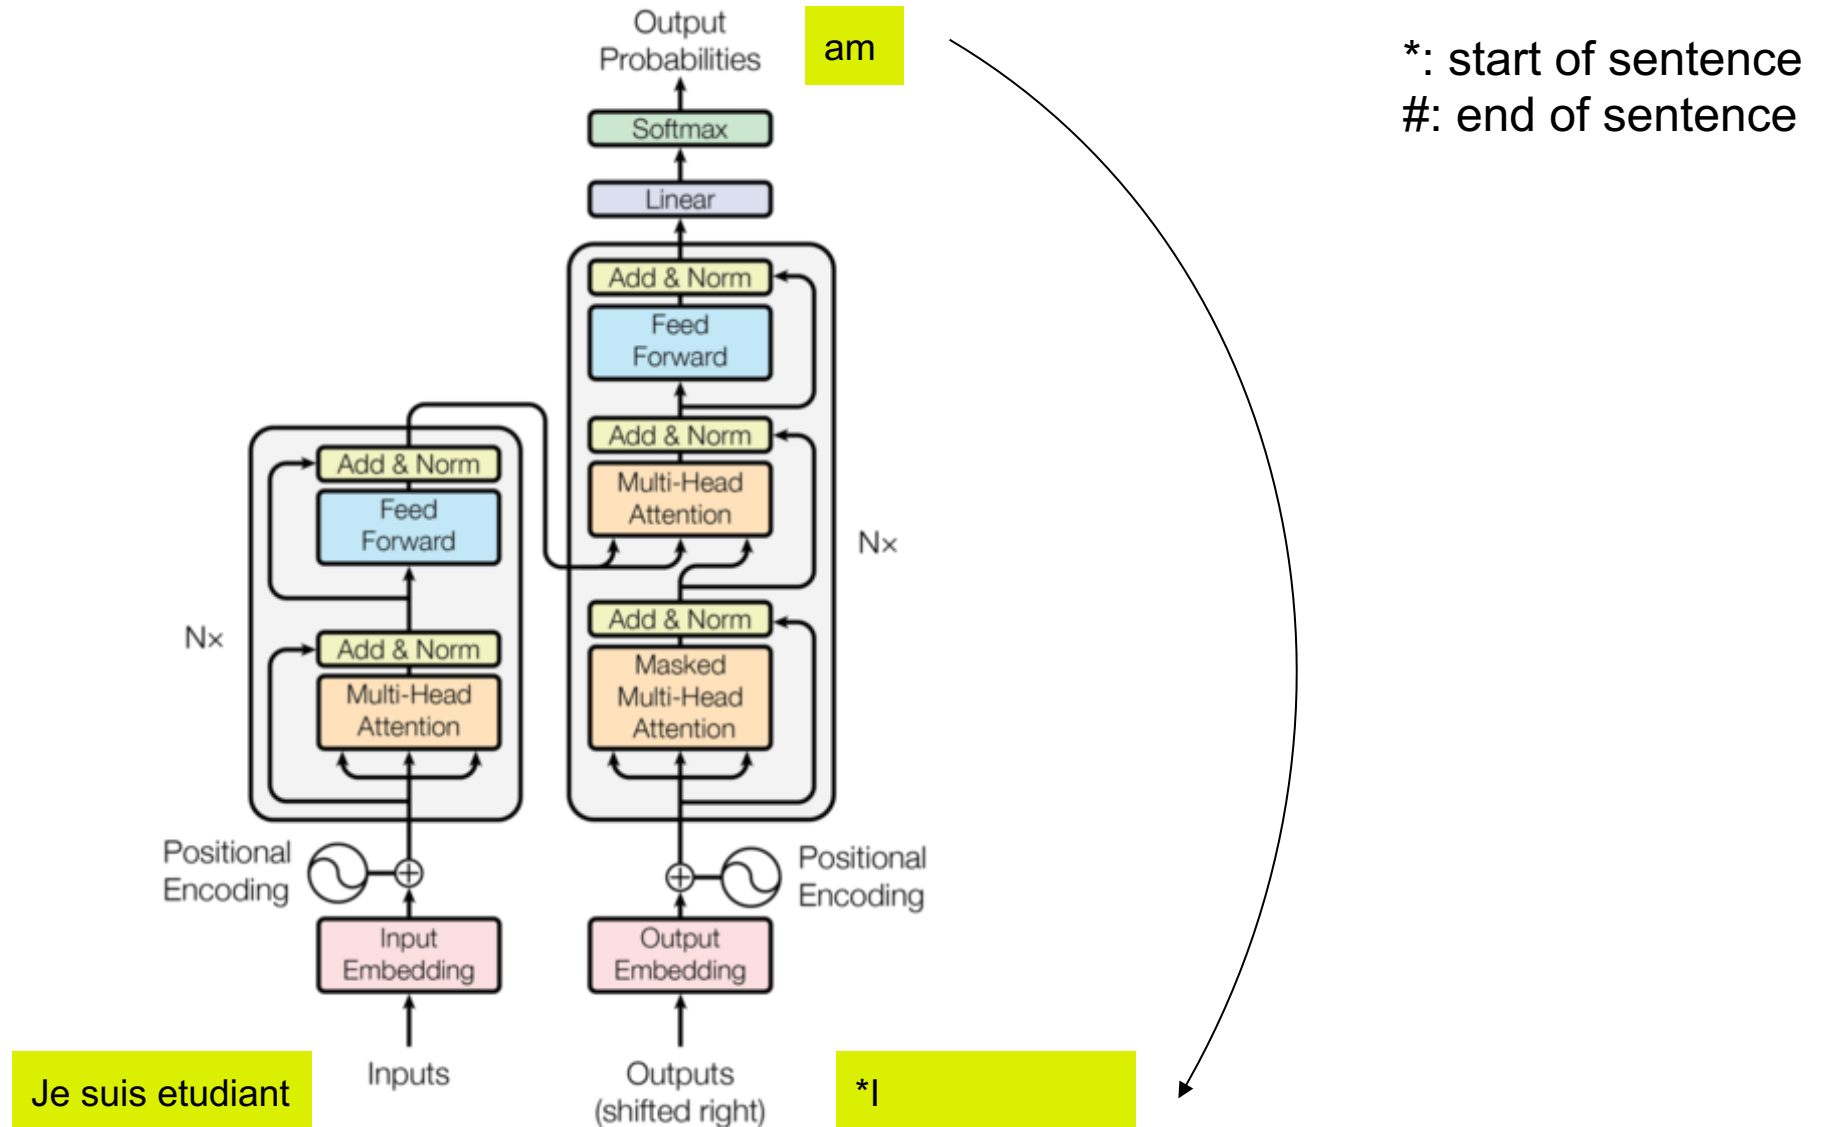 Output
Probabilities
am
*: start of sentence
#: end of sentence
Softmax
Linear
Add & Norm
Feed
Forward
Add & Norm
Multi-Head
Attention
Nx
Add & Norm
Masked
Multi-Head
Attention
Add & Norm
Feed
Forward
Nx
Add & Norm
Multi-Head
Attention
Positional
Encoding
Positional
Encoding
Input
Embedding
Output
Embedding
Je suis etudiant
Inputs
Outputs
(shifted right)
*I